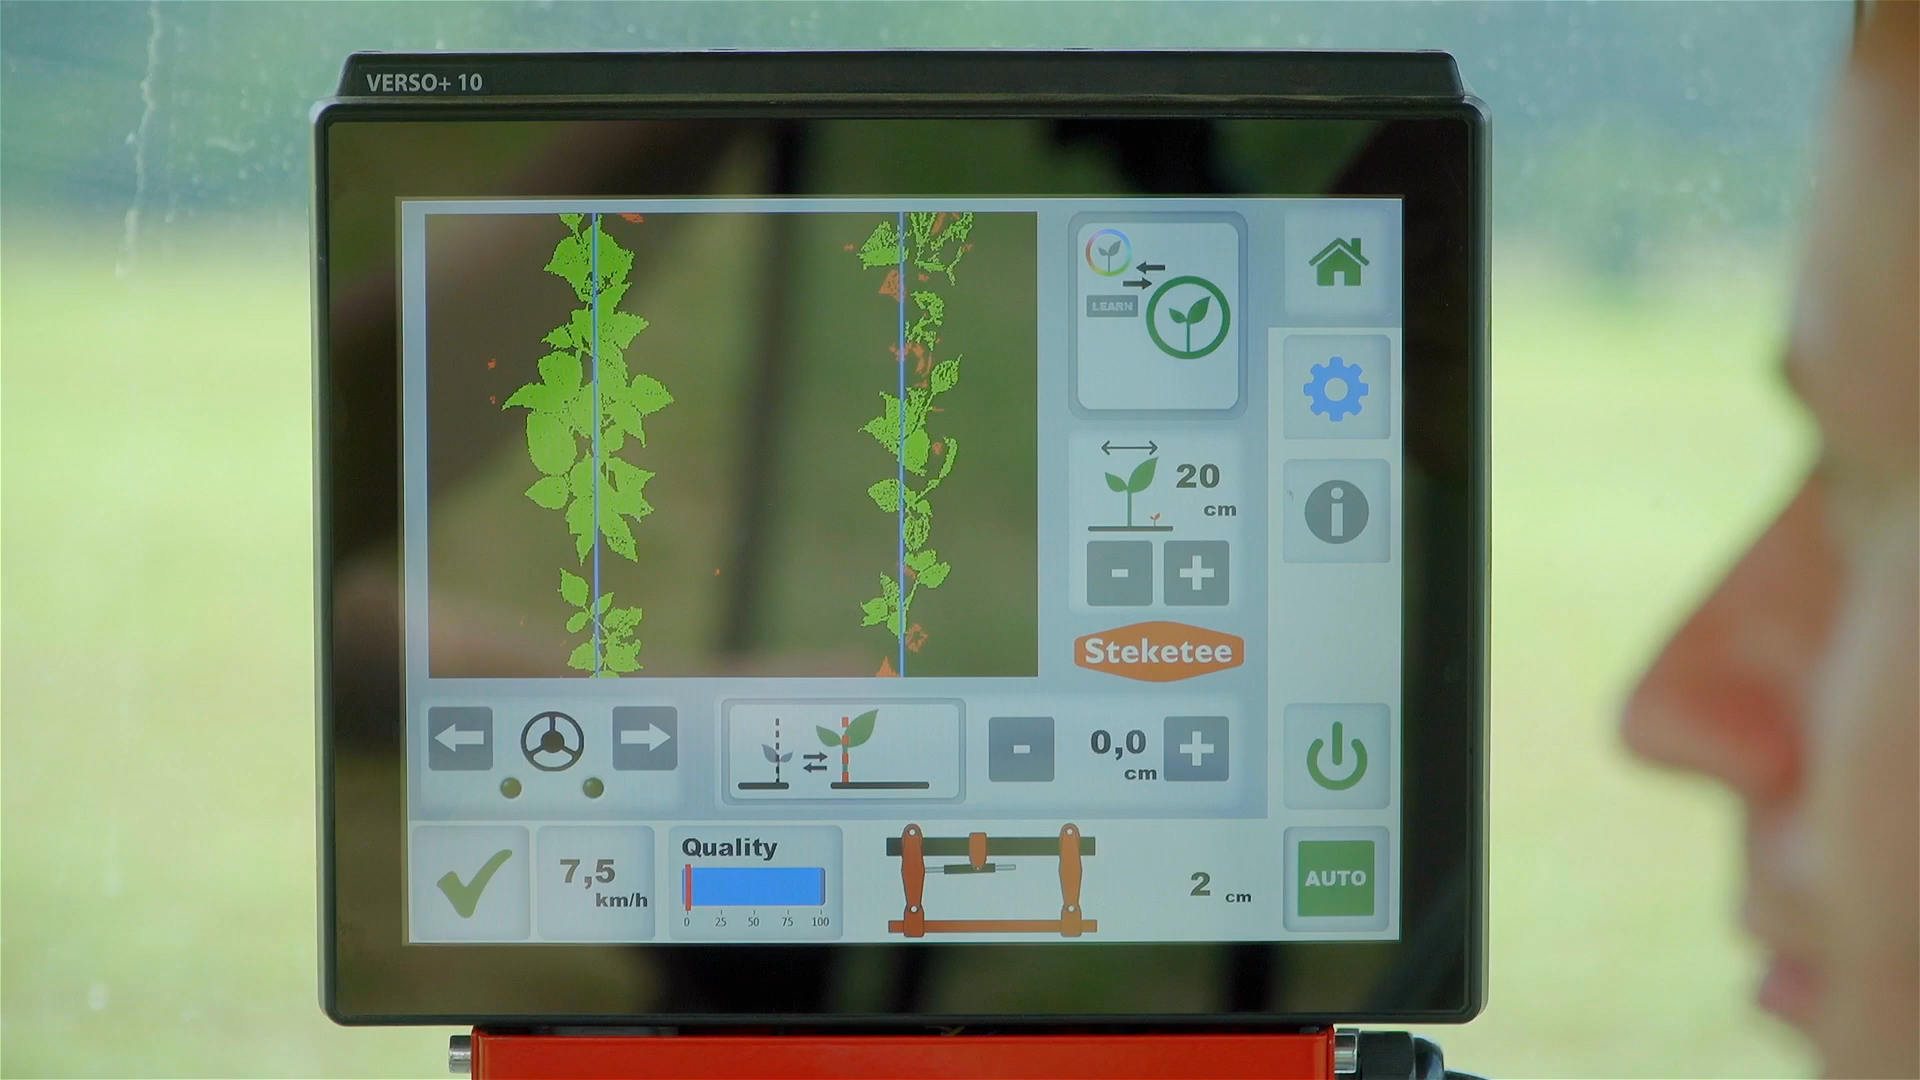 VERSO+ 10
LEARN
20
cm
- +
Steketee
- 0,0 +
cm
7,5
km/h
Quality
0 25 50 75 100
2 cm
AUTO